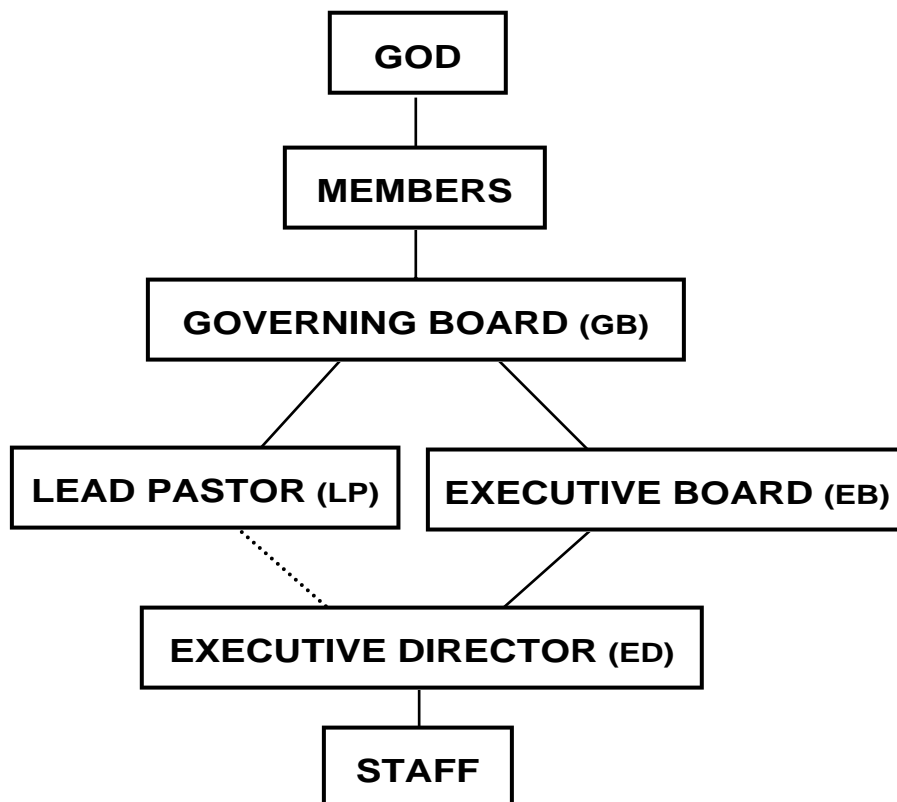 GOD
MEMBERS
GOVERNING BOARD (GB)
LEAD PASTOR (LP)
EXECUTIVE BOARD (EB)
EXECUTIVE DIRECTOR (ED)
STAFF